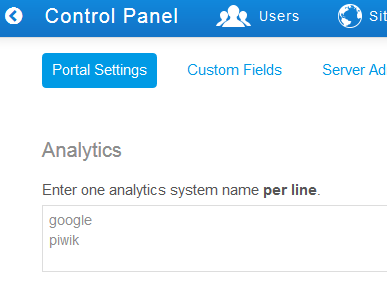 Control Panel
Users
Sit
Portal Settings
Custom Fields
Server Ad
Analytics
Enter one analytics system name per line.
google
piwik